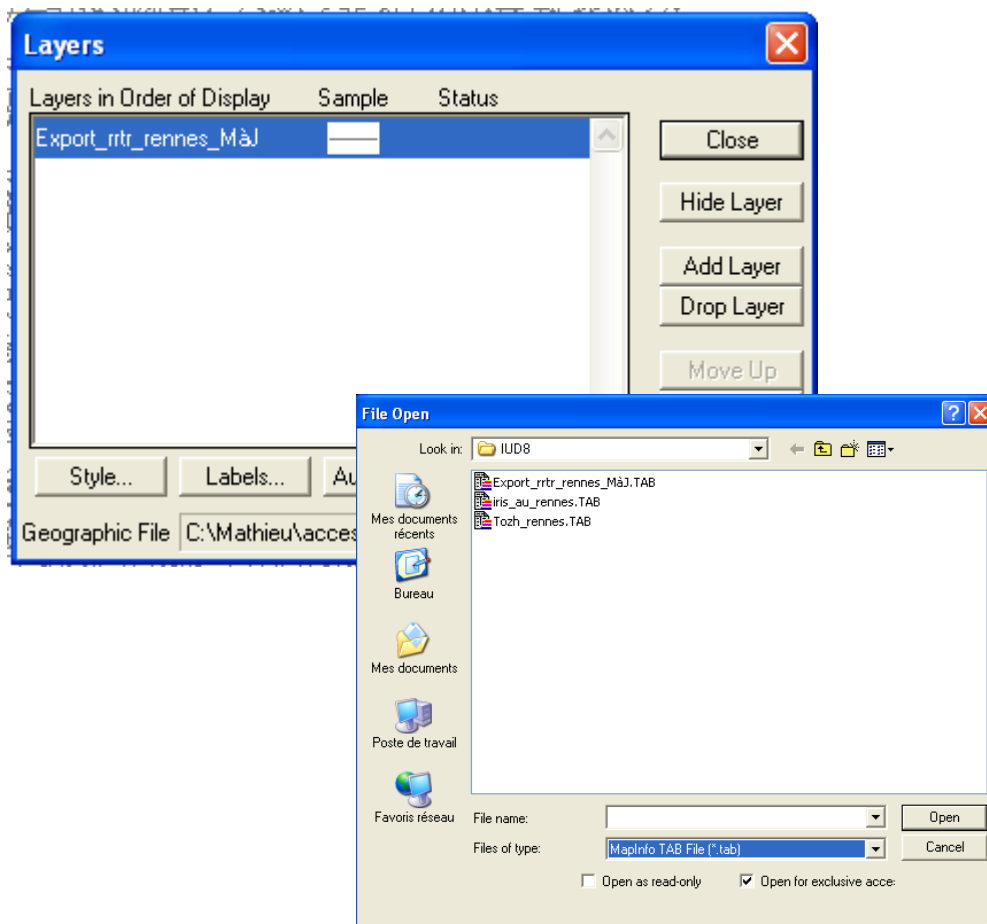 Layers
Layers in Order of Display Sample Status
Export_rrtr_rennes_MàJ
Close
Hide Layer
Add Layer
Drop Layer
Move Up
Style... Labels...
Geographic File C:\Mathieu\acces
File Open
Look in: IUD8
Export_rrtr_rennes_MàJ.TAB
iris_au_rennes.TAB
Tozh_rennes.TAB
Mes documents
récents
Bureau
Mes documents
Poste de travail
Favoris réseau
File name: Open
Files of type: MapInfo TAB File (*.tab) Cancel
Open as read-only Open for exclusive acce